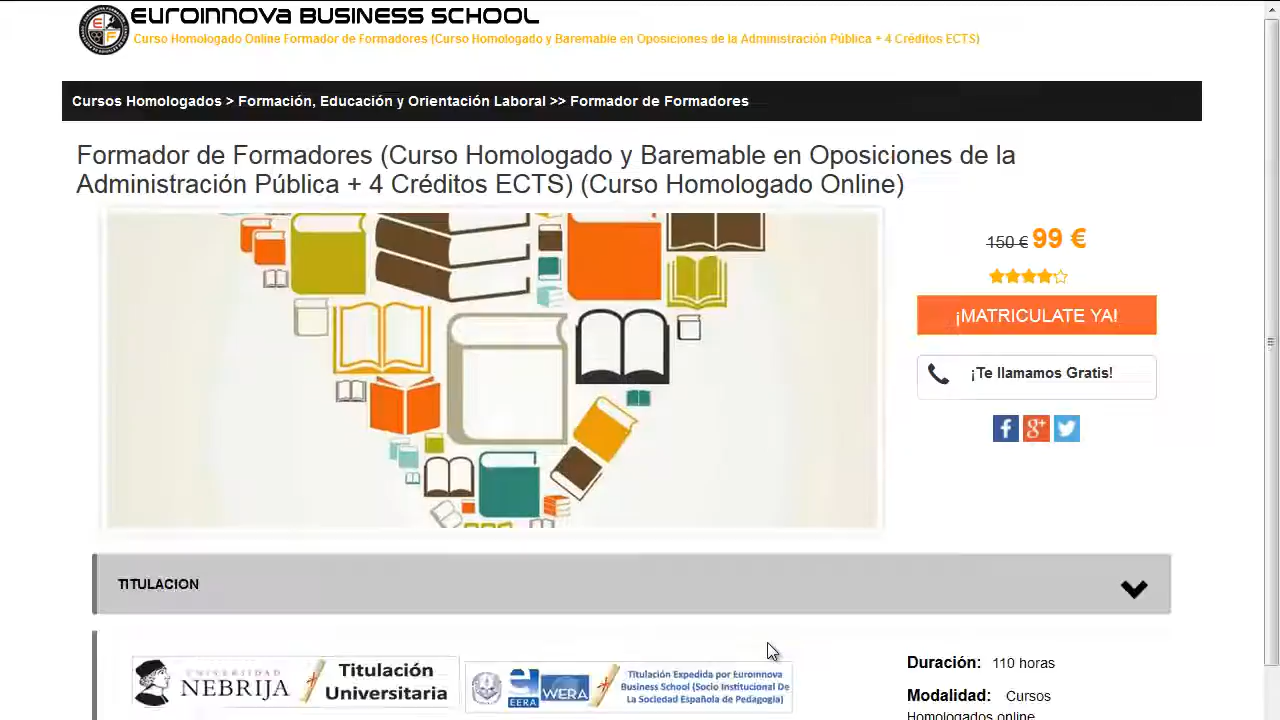 EUROINNOVA BUSINESS SCHOOL
Curso Homologado Online Formador de Formadores (Curso Homologado y Baremable en Oposiciones de la Administración Pública + 4 Créditos ECTS)
Cursos Homologados > Formación, Educación y Orientación Laboral >> Formador de Formadores
Formador de Formadores (Curso Homologado y Baremable en Oposiciones de la
Administración Pública + 4 Créditos ECTS) (Curso Homologado Online)
150 € 99 €
¡MATRICULATE YA!
¡Te llamamos Gratis!
TITULACION
UNIVERSIDAD
NEBRIJA
Titulación
Universitaria
EERA
WERA
Titulación Expedida por Euroinnova
Business School (Socio Institucional De
La Sociedad Española de Pedagogía)
Duración: 110 horas
Modalidad: Cursos
Homologados online